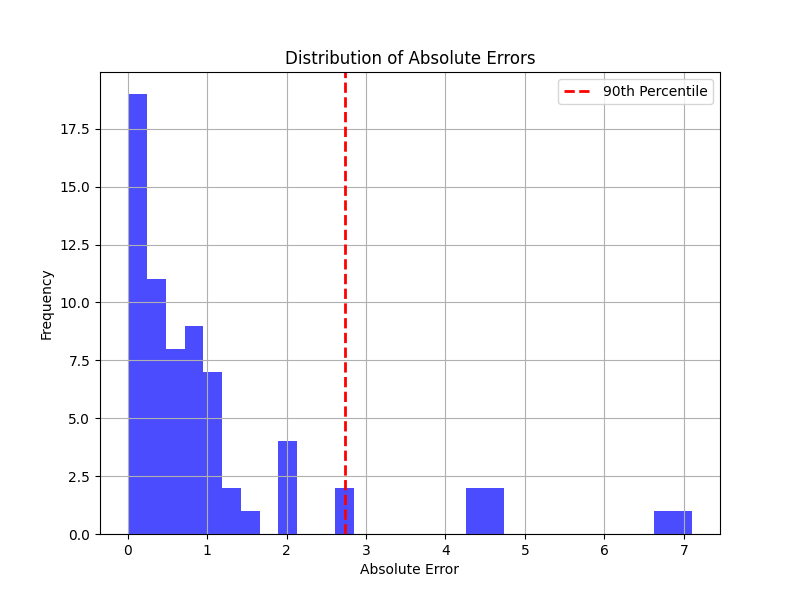 Distribution of Absolute Errors
90th Percentile
Frequency
17.5
15.0
12.5
10.0
7.5
5.0
2.5
0.0
0 1 2 3 4 5 6 7
Absolute Error